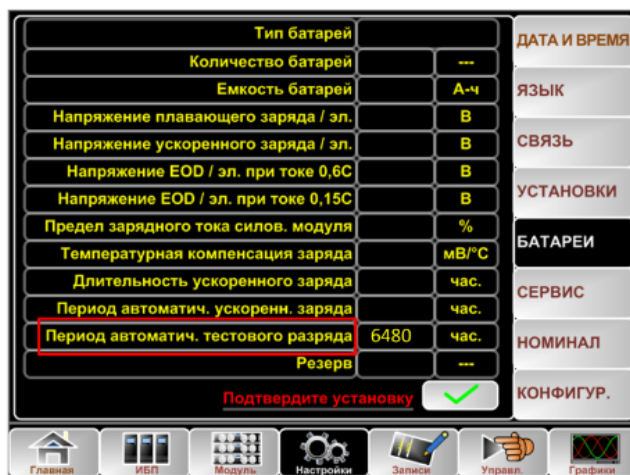 Тип батарей
Количество батарей ---
Емкость батарей А-ч
Напряжение плавающего заряда / эл. В
Напряжение ускоренного заряда / эл. В
Напряжение EOD / эл. при токе 0,6С В
Напряжение EOD / эл. при токе 0,15С В
Предел зарядного тока силов. модуля %
Температурная компенсация заряда мВ/°С
Длительность ускоренного заряда час.
Период автоматич. ускоренн. заряда час.
Период автоматич. тестового разряда 6480 час.
Резерв ---
Подтвердите установку
ДАТА И ВРЕМЯ
ЯЗЫК
СВЯЗЬ
УСТАНОВКИ
БАТАРЕИ
СЕРВИС
НОМИНАЛ
КОНФИГУР.
Главная ИБП Модуль Настройки Записи Управл. Графики